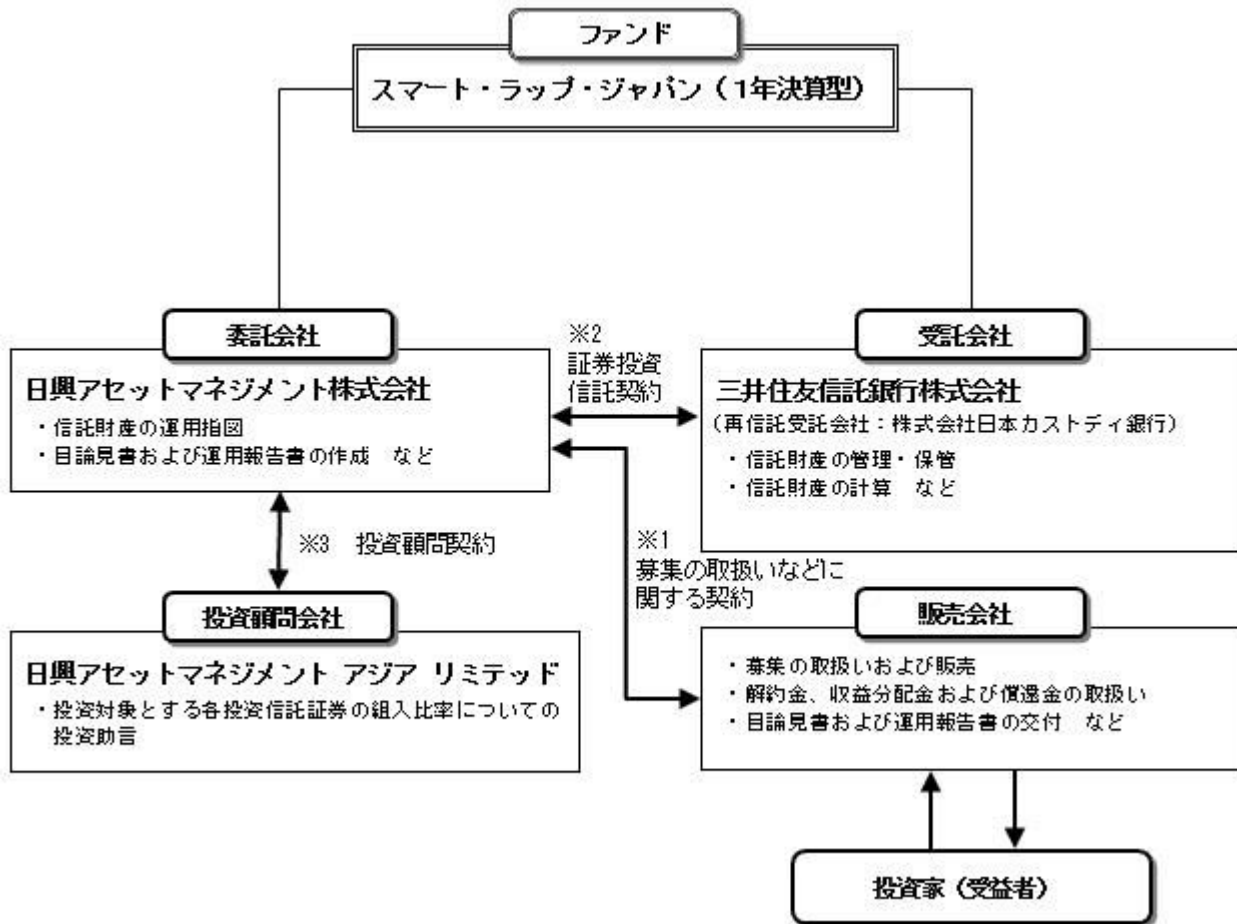 ファンド
スマート・ラップ・ジャパン（１年決算型）
委託会社
日興アセットマネジメント株式会社
・信託財産の運用指図
・目論見書および運用報告書の作成　など
※2
証券投資
信託契約
受託会社
三井住友信託銀行株式会社
（再信託受託会社：株式会社日本カストディ銀行）
・信託財産の管理・保管
・信託財産の計算　など
※3　投資顧問契約
※1
募集の取扱いなどに
関する契約
投資顧問会社
日興アセットマネジメント アジア リミテッド
・投資対象とする各投資信託証券の組入比率についての
投資助言
販売会社
・募集の取扱いおよび販売
・解約金、収益分配金および償還金の取扱い
・目論見書および運用報告書の交付　など
投資家（受益者）